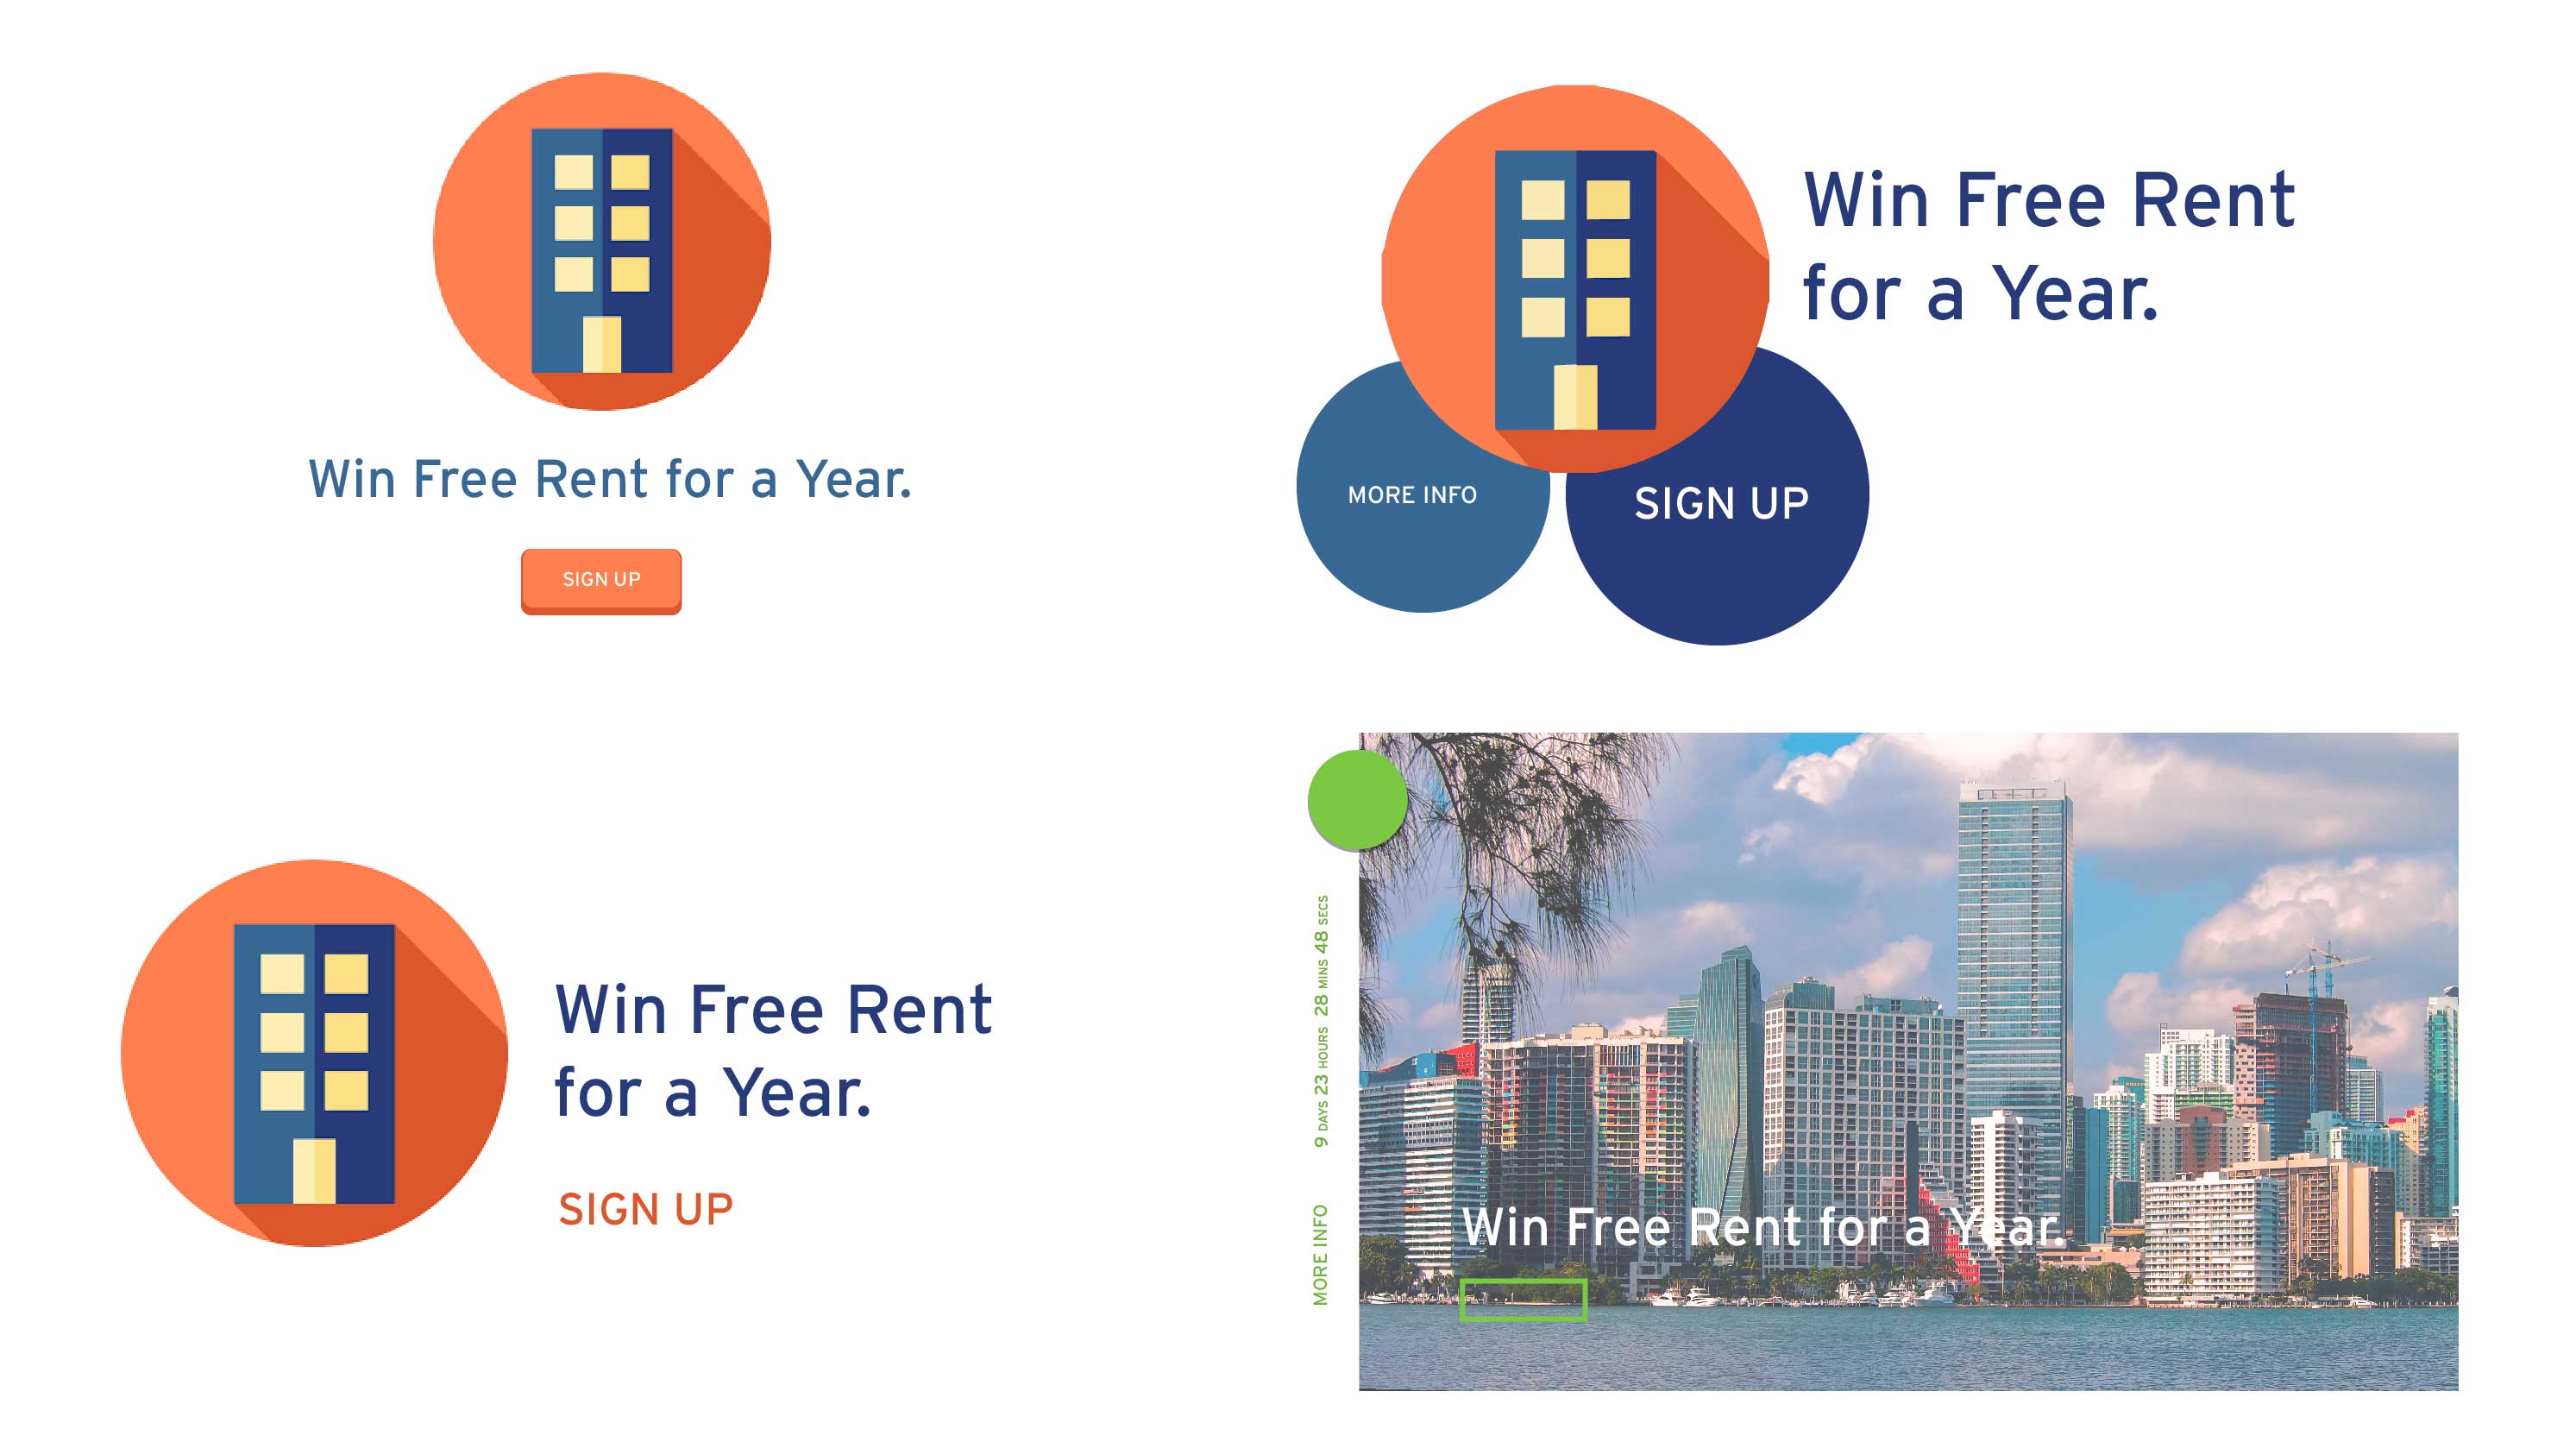 Win Free Rent for a Year.
SIGN UP
Win Free Rent
for a Year.
MORE INFO
SIGN UP
Win Free Rent
for a Year.
SIGN UP
9 DAYS 23 HOURS 28 MINS 48 SECS
MORE INFO
Win Free Rent for a Year.